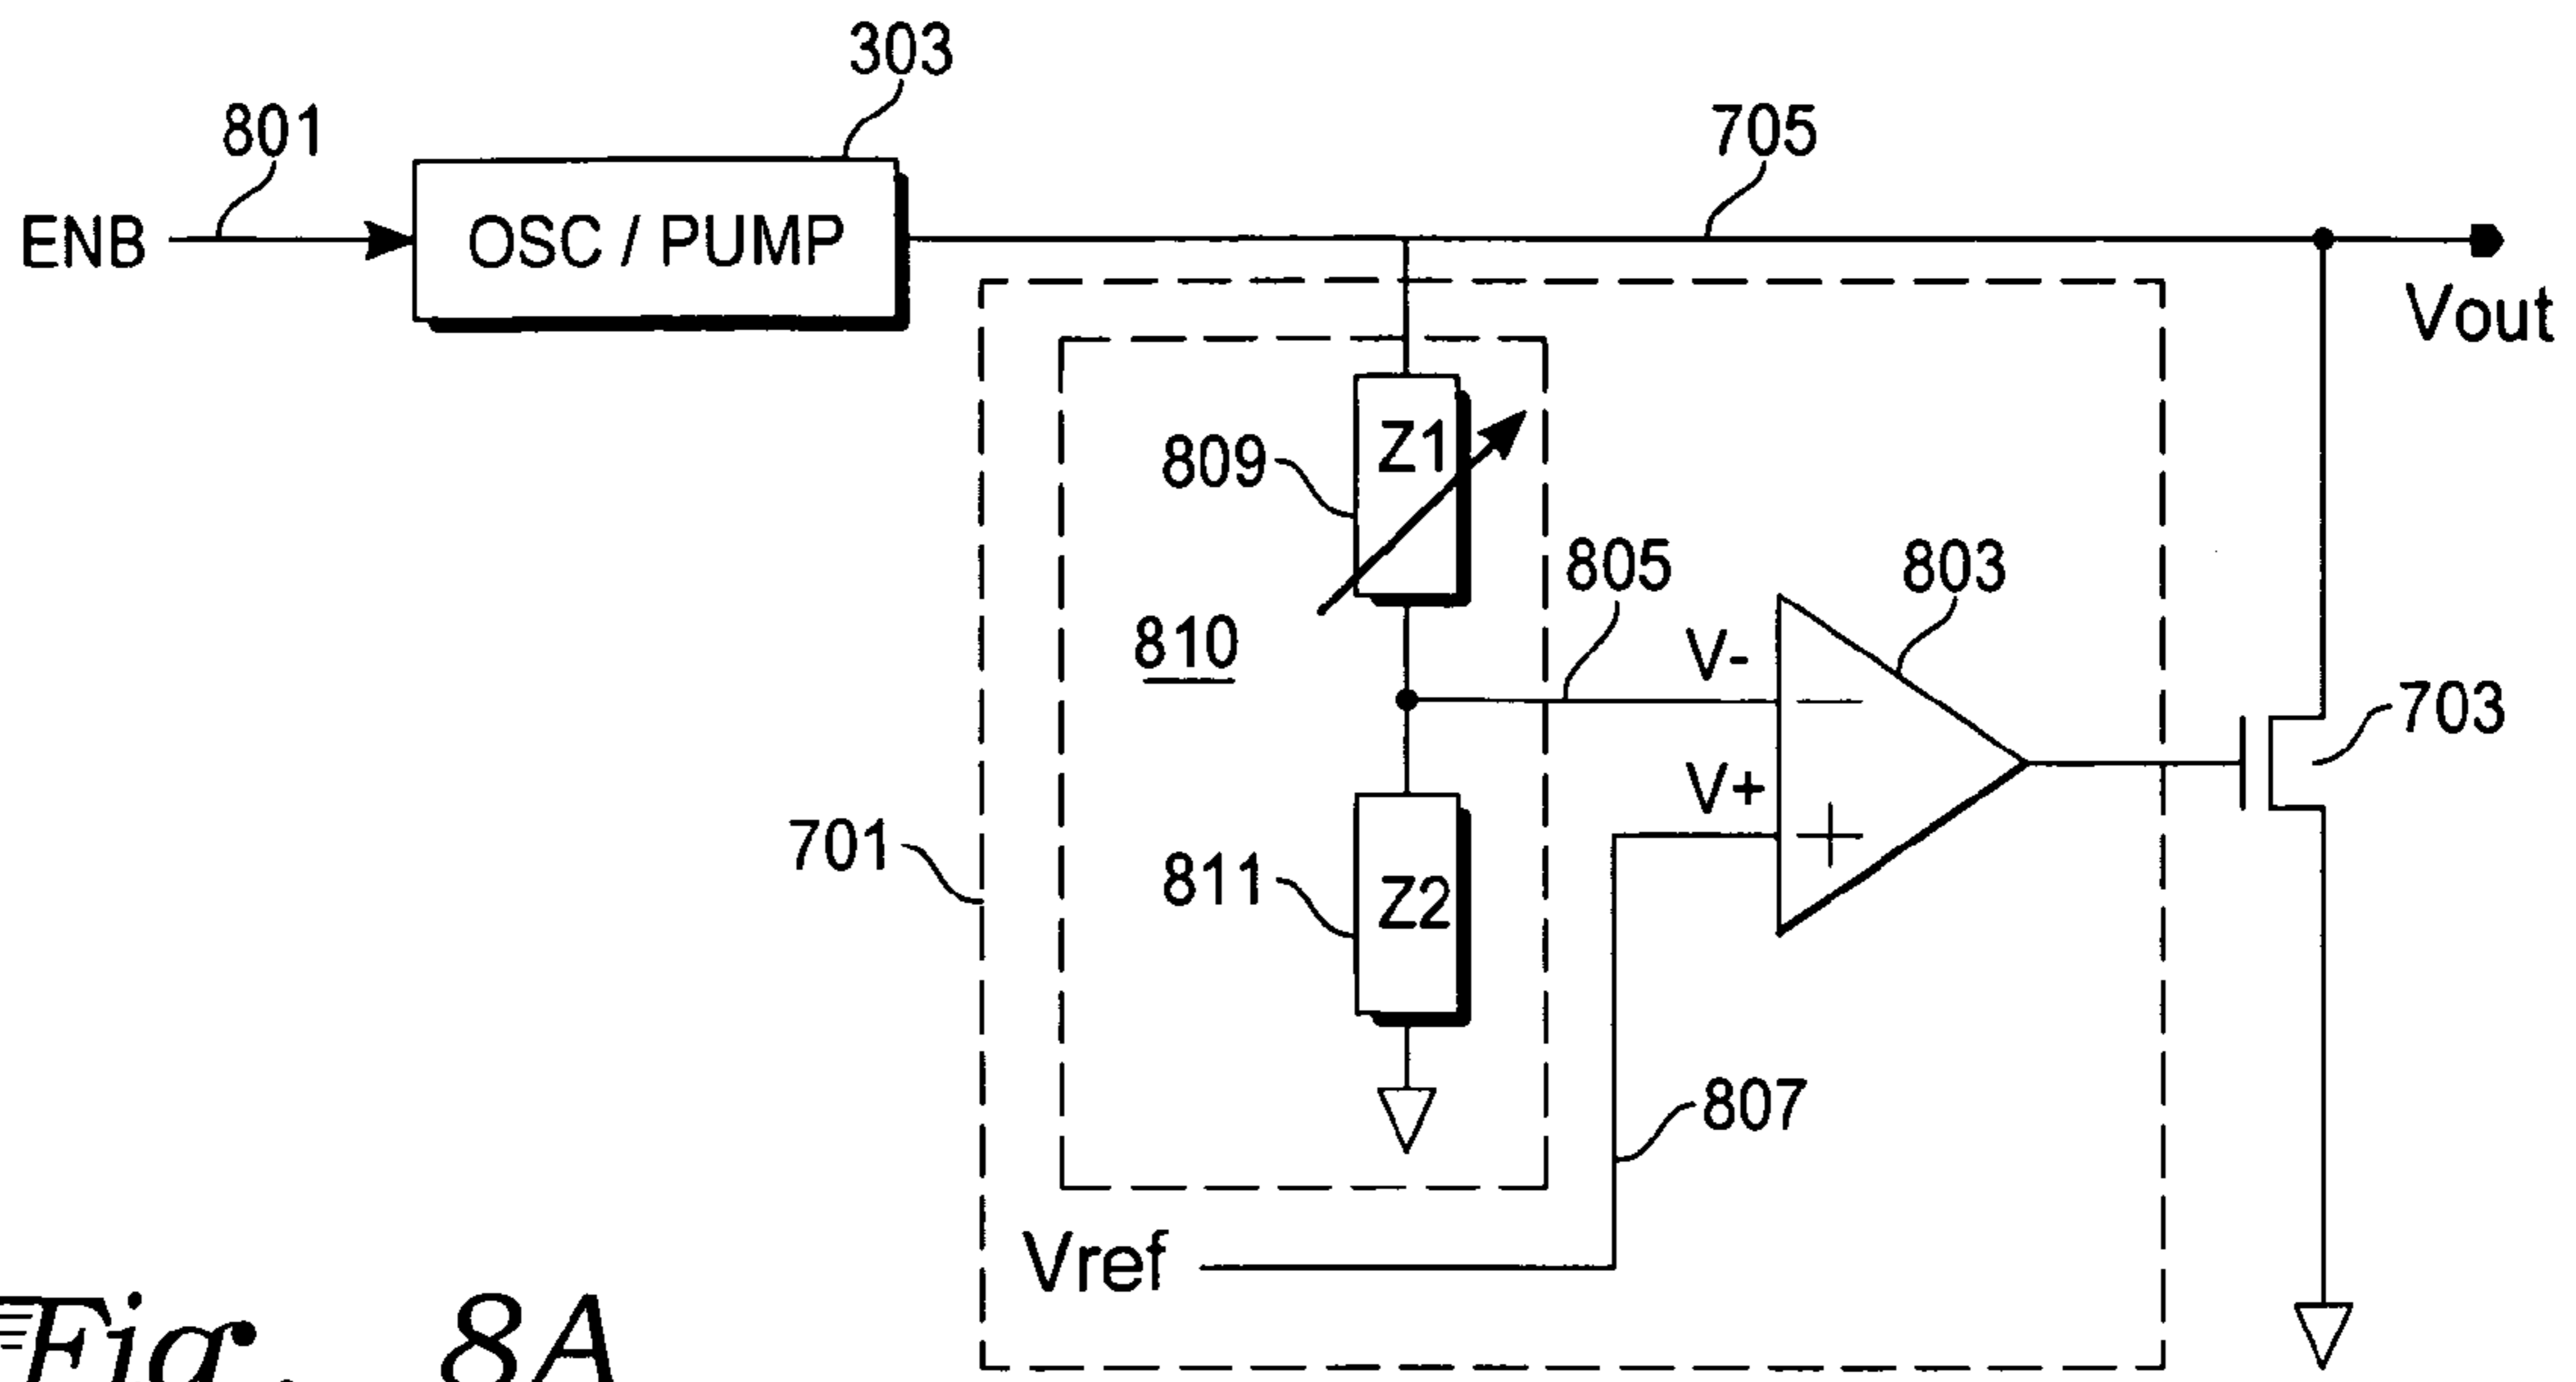 303
801
705
ENB
OSC / PUMP
Vout
Z1
809
805
803
810
V-
703
V+
701
811
Z2
807
Vref
Fig. 8A